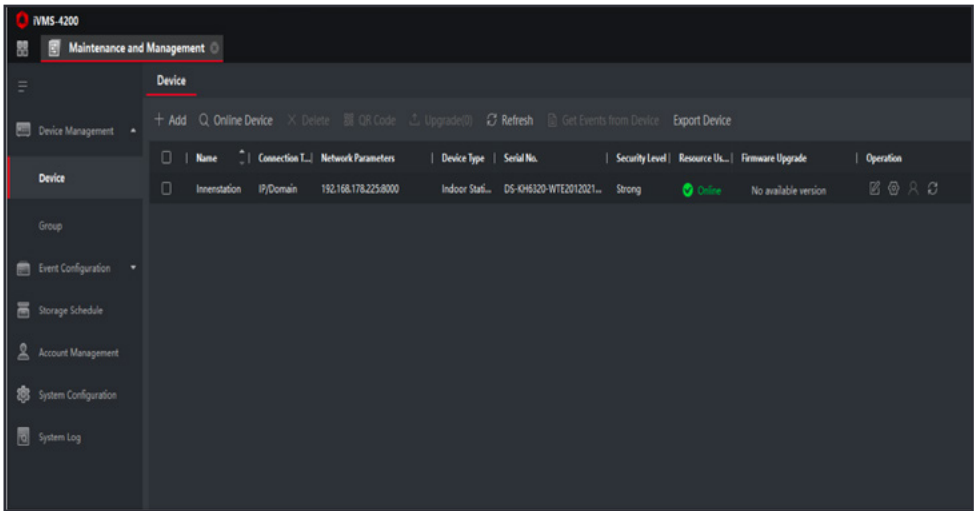 iVMS-4200
Maintenance and Management
Device
+ Add Online Device × Delete QR Code Upgrade(0) Refresh Get Events from Device Export Device
Device Management
Name | Connection T... | Network Parameters | Device Type | Serial No. | Security Level | Resource Us... | Firmware Upgrade | Operation
Device
Innenstation IP/Domain 192.168.178.225:8000 Indoor Stati... DS-KH6320-WTE2012021... Strong Online No available version
Group
Event Configuration
Storage Schedule
Account Management
System Configuration
System Log